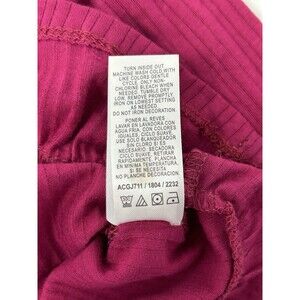 TURN INSIDE OUT
MACHINE WASH COLD WITH
LIKE COLORS GENTLE
CYCLE, ONLY NON-
CHLORINE BLEACH WHEN
NEEDED. TUMBLE DRY
LOW, REMOVE PROMPTLY,
IRON ON LOWEST SETTING
AS NEEDED
DO NOT IRON DECORATION.
PONER AL REVES
LAVAR EN LAVADORA CON
AGUA FRIA, CON COLORES
IGUALES, CICLO SUAVE
USE SOLO BLANQUEADOR
SIN CLORO SI ES
NECESARIO. SECADORA
CICLO BAJO. RETIRAR
RAPIDAMENTE. PLANCHA
EN MINIMA TEMPERATURA,
SI ES NECESARIO.
NO PLANCHE
ACGJ711 / 1804 / 2232